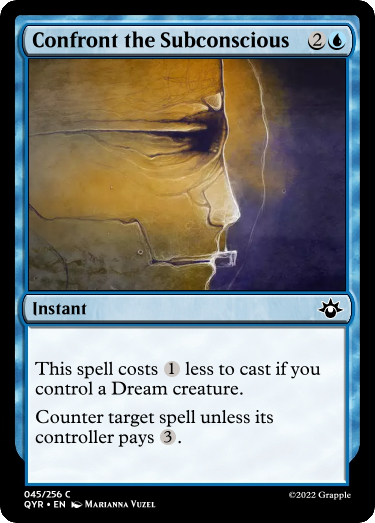 Confront the Subconscious 2
Instant
This spell costs 1 less to cast if you
control a Dream creature.
Counter target spell unless its
controller pays 3.
045/256 C
QYR • EN Marianna Vuzel
©2022 Grapple